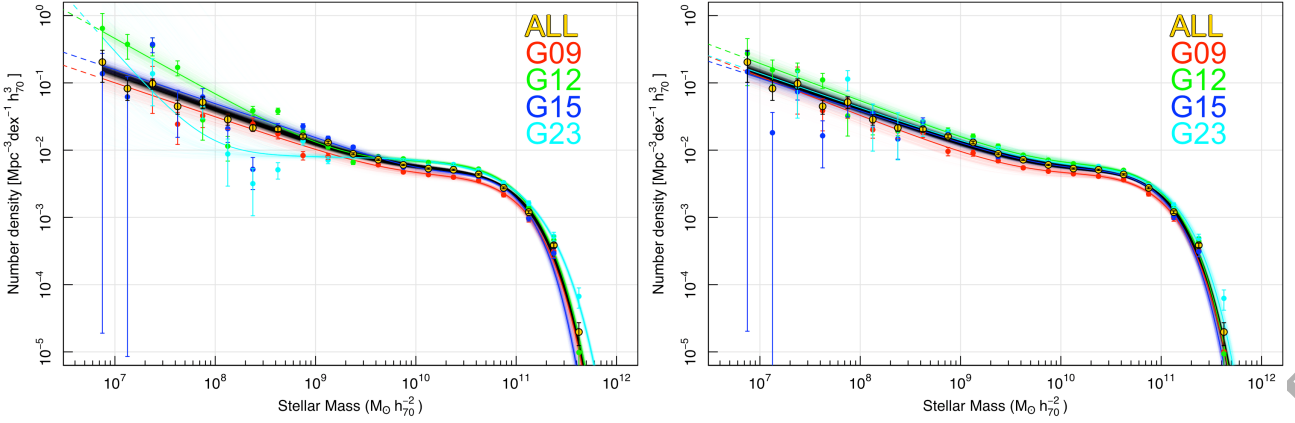 10⁰
10⁻¹
10⁻²
10⁻³
10⁻⁴
10⁻⁵
Number density [Mpc⁻³dex⁻¹ h₇₀³]
ALL
G09
G12
G15
G23
10⁷ 10⁸ 10⁹ 10¹⁰ 10¹¹ 10¹²
Stellar Mass (M⊙ h₇₀⁻²)
10⁰
10⁻¹
10⁻²
10⁻³
10⁻⁴
10⁻⁵
Number density [Mpc⁻³dex⁻¹ h₇₀³]
ALL
G09
G12
G15
G23
10⁷ 10⁸ 10⁹ 10¹⁰ 10¹¹ 10¹²
Stellar Mass (M⊙ h₇₀⁻²)